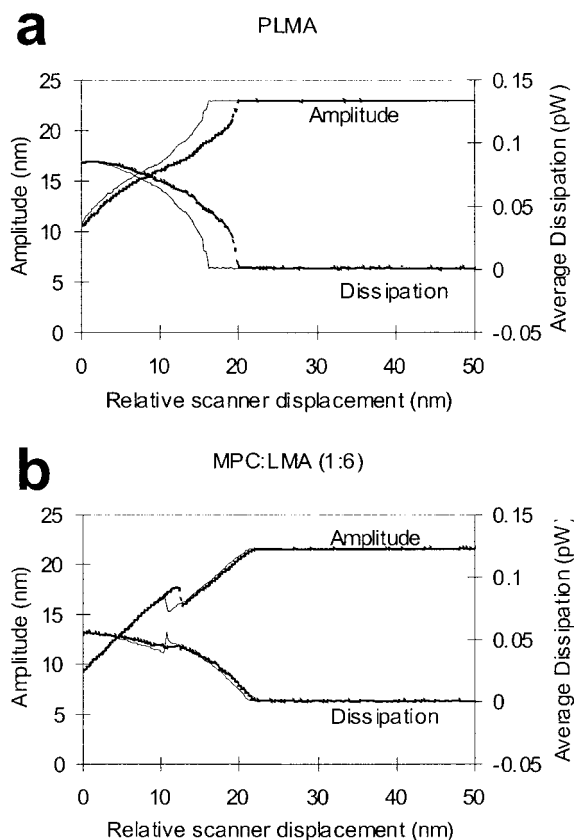 a
PLMA
25
20
15
10
5
0
Amplitude (nm)
0.15
0.1
0.05
0
-0.05
Average Dissipation (pW)
Amplitude
Dissipation
0 10 20 30 40 50
Relative scanner displacement (nm)
b
MPC:LMA (1:6)
25
20
15
10
5
0
Amplitude (nm)
0.15
0.1
0.05
0
-0.05
Average Dissipation (pW)
Amplitude
Dissipation
0 10 20 30 40 50
Relative scanner displacement (nm)